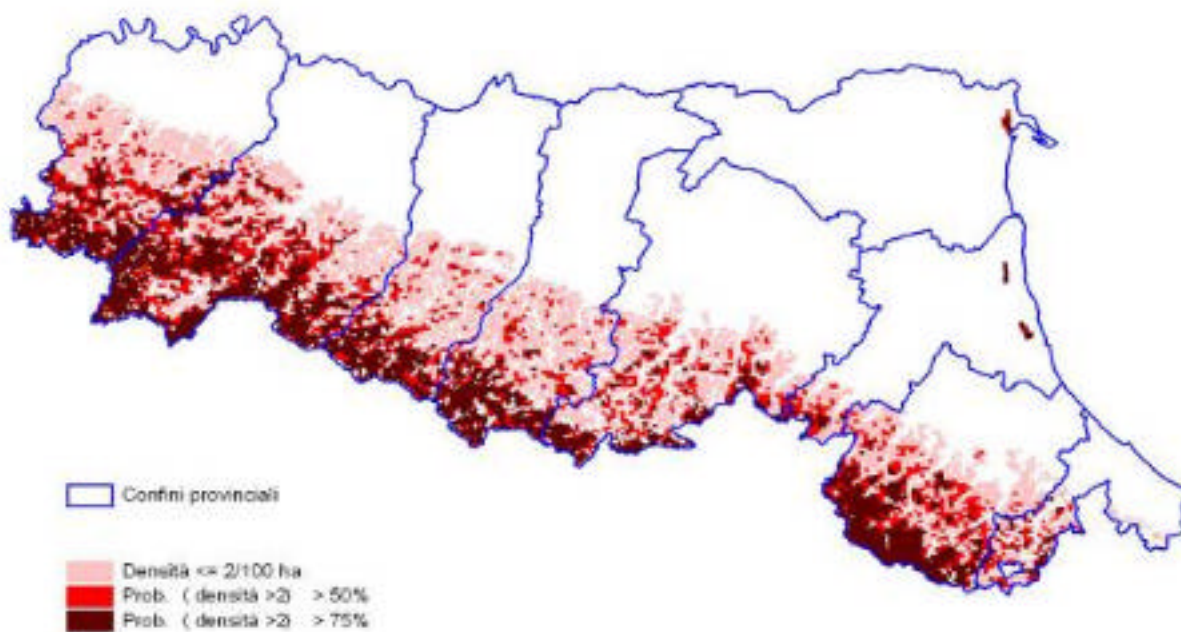 Confini provinciali
Densità <= 2/100 ha
Prob. ( densità >2) > 50%
Prob. ( densità >2) > 75%